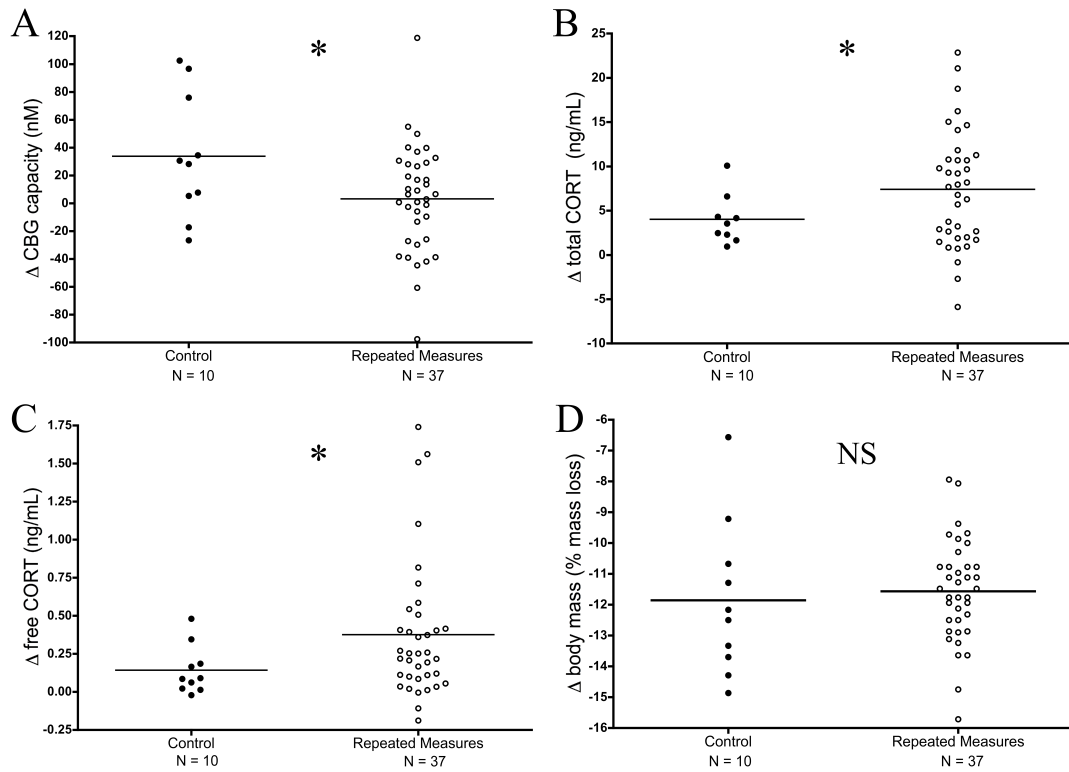 A
Δ CBG capacity (nM)
120
100
80
60
40
20
0
-20
-40
-60
-80
-100
*
Control
N = 10
Repeated Measures
N = 37
B
Δ total CORT (ng/mL)
25
20
15
10
5
0
-5
-10
*
Control
N = 10
Repeated Measures
N = 37
C
Δ free CORT (ng/mL)
1.75
1.50
1.25
1.00
0.75
0.50
0.25
0.00
-0.25
*
Control
N = 10
Repeated Measures
N = 37
D
Δ body mass (% mass loss)
-6
-7
-8
-9
-10
-11
-12
-13
-14
-15
-16
NS
Control
N = 10
Repeated Measures
N = 37